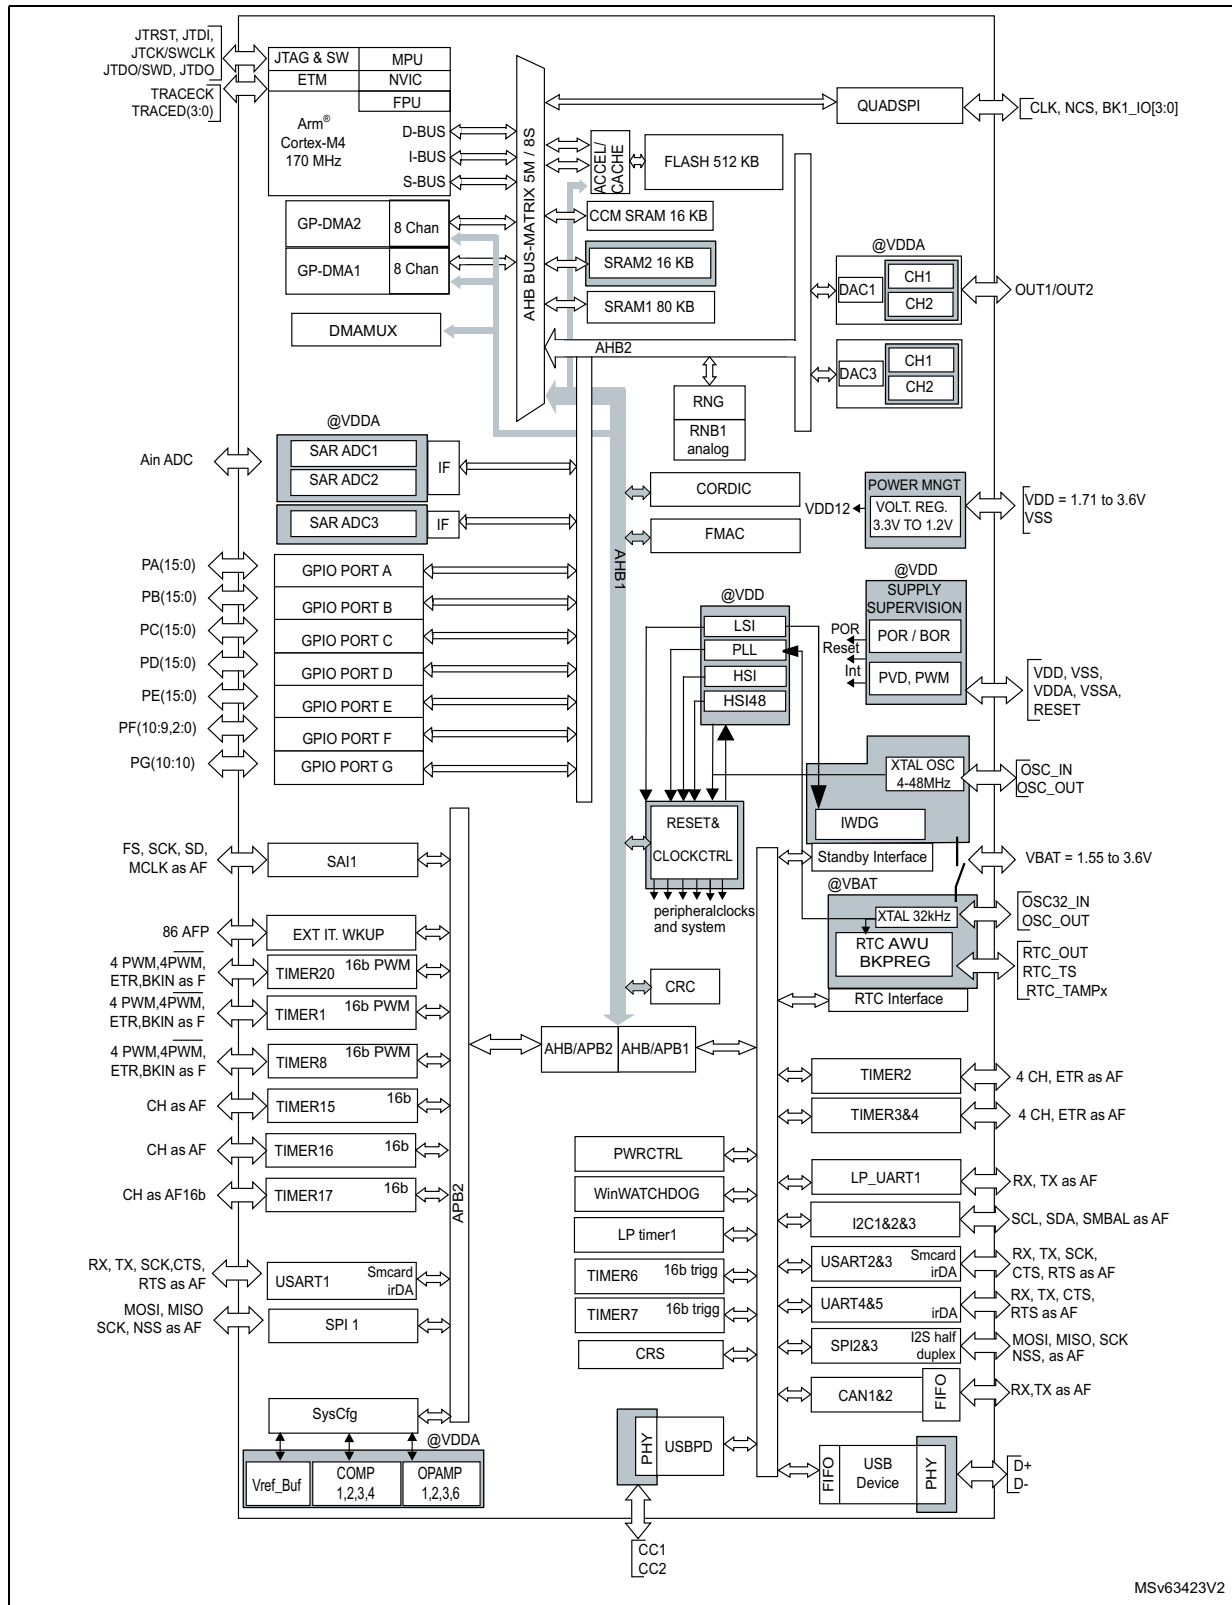 JTRST, JTDI,
JTCK/SWCLK
JTDO/SWD, JTDO
TRACECK
TRACED(3:0)
JTAG & SW
MPU
ETM
NVIC
FPU
Arm®
Cortex-M4
170 MHz
D-BUS
I-BUS
S-BUS
GP-DMA2
8 Chan
GP-DMA1
8 Chan
DMAMUX
AHB BUS-MATRIX 5M / 8S
QUADSPI
CLK, NCS, BK1_IO[3:0]
ACCEL/
CACHE
FLASH 512 KB
CCM SRAM 16 KB
SRAM2 16 KB
SRAM1 80 KB
AHB2
RNG
RNB1
analog
@VDDA
DAC1
CH1
CH2
OUT1/OUT2
DAC3
CH1
CH2
@VDDA
Ain ADC
SAR ADC1
SAR ADC2
IF
SAR ADC3
IF
CORDIC
FMAC
AHB1
POWER MNGT
VDD12
VOLT. REG.
3.3V TO 1.2V
VDD = 1.71 to 3.6V
VSS
PA(15:0)
GPIO PORT A
PB(15:0)
GPIO PORT B
PC(15:0)
GPIO PORT C
PD(15:0)
GPIO PORT D
PE(15:0)
GPIO PORT E
PF(10:9,2:0)
GPIO PORT F
PG(10:10)
GPIO PORT G
@VDD
LSI
PLL
HSI
HSI48
@VDD
SUPPLY
SUPERVISION
POR
Reset
Int
POR / BOR
PVD, PWM
VDD, VSS,
VDDA, VSSA,
RESET
XTAL OSC
4-48MHz
OSC_IN
OSC_OUT
IWDG
RESET&
CLOCKCTRL
peripheralclocks
and system
Standby Interface
VBAT = 1.55 to 3.6V
@VBAT
XTAL 32kHz
OSC32_IN
OSC_OUT
RTC AWU
BKPREG
RTC_OUT
RTC_TS
RTC_TAMPx
RTC Interface
CRC
AHB/APB2
AHB/APB1
FS, SCK, SD,
MCLK as AF
SAI1
86 AFP
EXT IT. WKUP
4 PWM,4PWM,
ETR,BKIN as F
TIMER20
16b PWM
4 PWM,4PWM,
ETR,BKIN as F
TIMER1
16b PWM
4 PWM,4PWM,
ETR,BKIN as F
TIMER8
16b PWM
CH as AF
TIMER15
16b
CH as AF
TIMER16
16b
CH as AF16b
TIMER17
16b
APB2
RX, TX, SCK,CTS,
RTS as AF
USART1
Smcard
irDA
MOSI, MISO
SCK, NSS as AF
SPI 1
SysCfg
@VDDA
Vref_Buf
COMP
1,2,3,4
OPAMP
1,2,3,6
PWRCTRL
WinWATCHDOG
LP timer1
TIMER6
16b trigg
TIMER7
16b trigg
CRS
PHY
USBPD
CC1
CC2
TIMER2
4 CH, ETR as AF
TIMER3&4
4 CH, ETR as AF
LP_UART1
RX, TX as AF
I2C1&2&3
SCL, SDA, SMBAL as AF
USART2&3
Smcard
irDA
RX, TX, SCK,
CTS, RTS as AF
UART4&5
irDA
RX, TX, CTS,
RTS as AF
SPI2&3
I2S half
duplex
MOSI, MISO, SCK
NSS, as AF
CAN1&2
FIFO
RX,TX as AF
FIFO
USB
Device
PHY
D+
D-
MSv63423V2